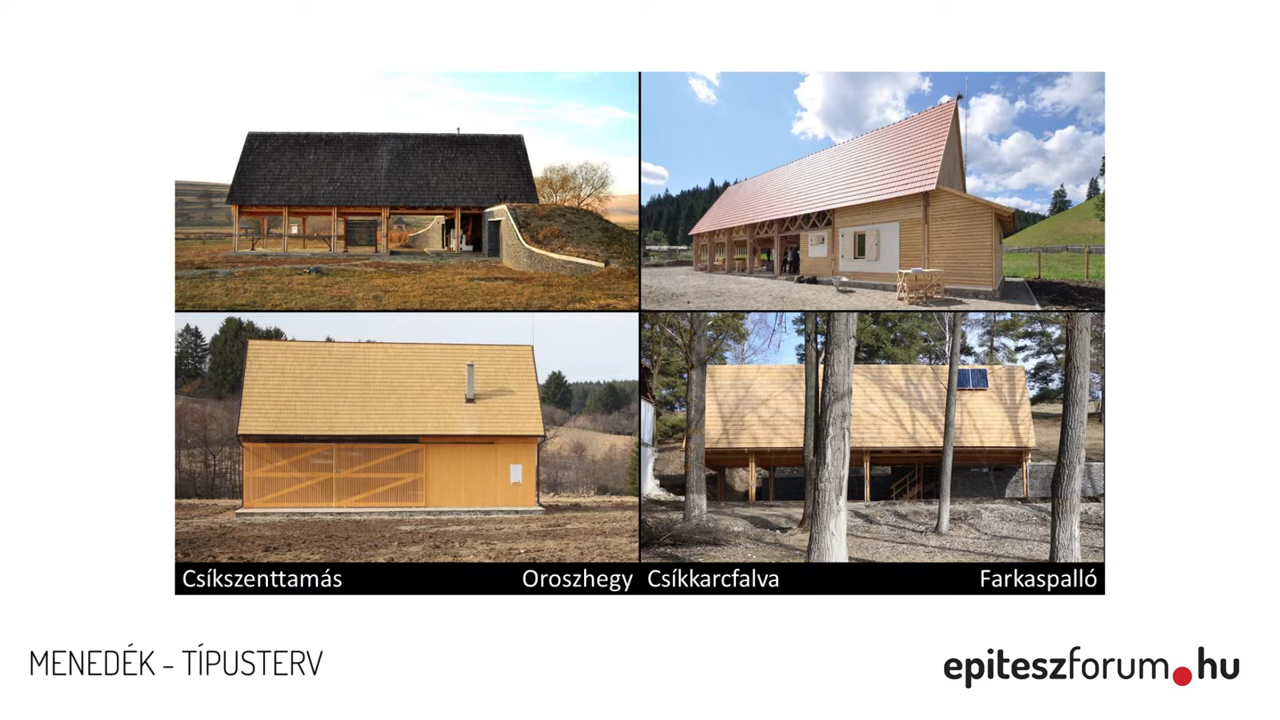 Csíkszenttamás Oroszhegy Csíkkarcfalva Farkaspalló
MENEDÉK - TÍPUSTERV
epiteszforum.hu